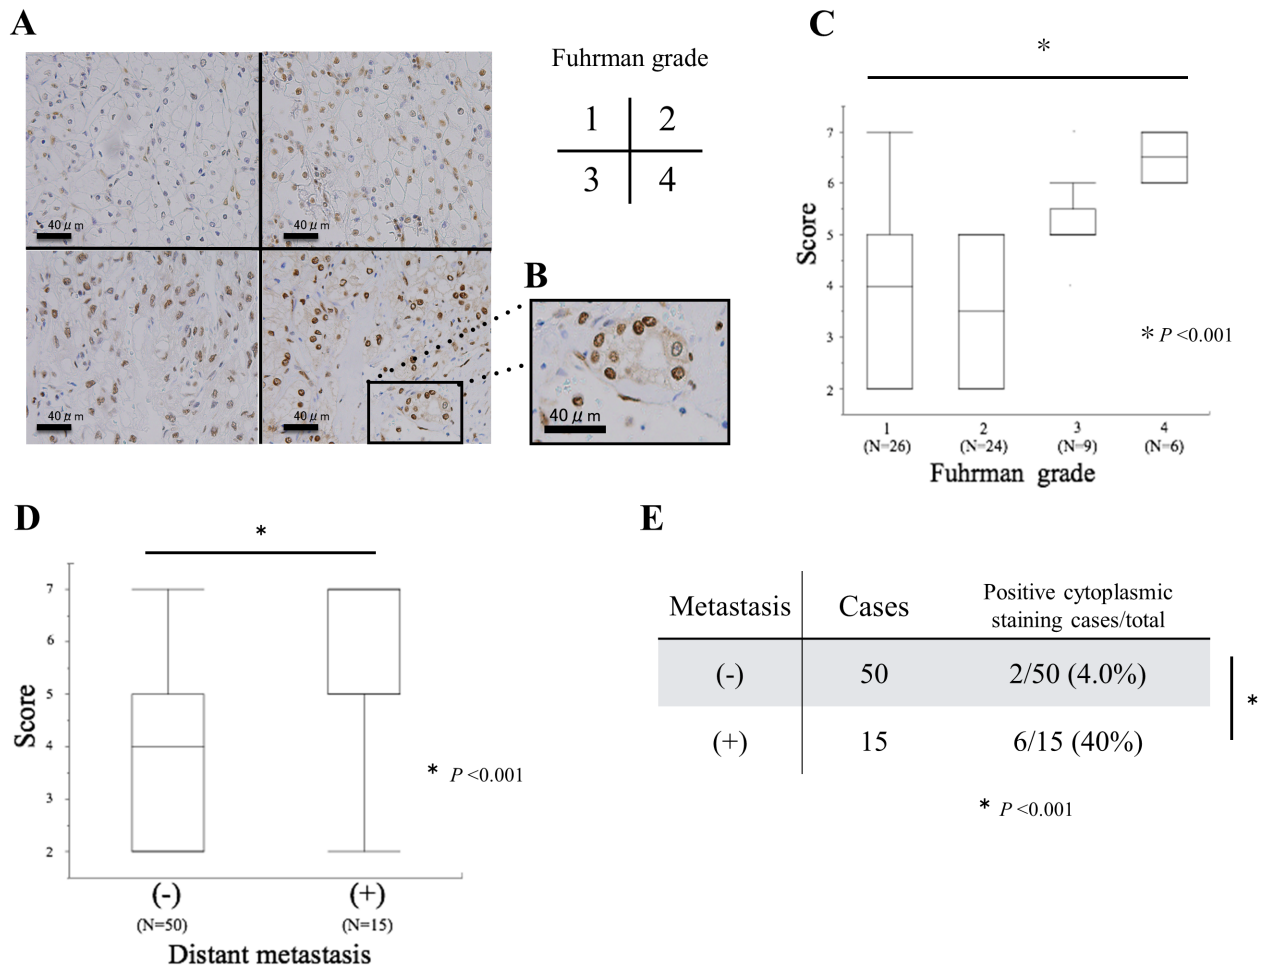 A
40 μm
40 μm
40 μm
40 μm
Fuhrman grade
1 2
3 4
B
40 μm
C
*
Score
7
6
5
4
3
2
* P <0.001
1 2 3 4
(N=26) (N=24) (N=9) (N=6)
Fuhrman grade
D
*
Score
7
6
5
4
3
2
* P <0.001
(-) (+)
(N=50) (N=15)
Distant metastasis
E
Metastasis Cases Positive cytoplasmic
staining cases/total
(-) 50 2/50 (4.0%)
(+) 15 6/15 (40%)
*
* P <0.001